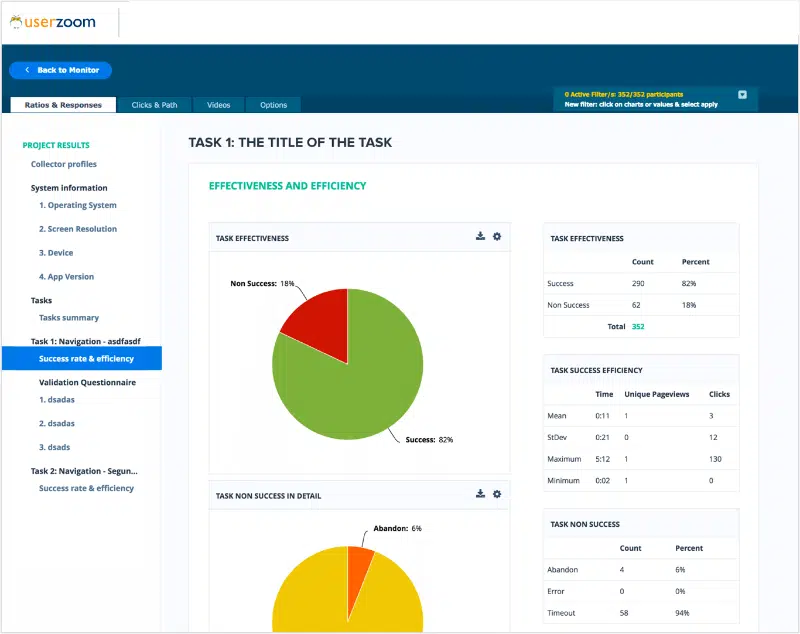 userzoom
Back to Monitor
0 Active Filter/s: 352/352 participants
New filter: click on charts or values & select apply
Ratios & Responses Clicks & Path Videos Options
PROJECT RESULTS
Collector profiles
System information
1. Operating System
2. Screen Resolution
3. Device
4. App Version
Tasks
Tasks summary
Task 1: Navigation - asdfasdf
Success rate & efficiency
Validation Questionnaire
1. dsadas
2. dsadas
3. dsads
Task 2: Navigation - Segun...
Success rate & efficiency
TASK 1: THE TITLE OF THE TASK
EFFECTIVENESS AND EFFICIENCY
TASK EFFECTIVENESS
Non Success: 18%
Success: 82%
TASK NON SUCCESS IN DETAIL
Abandon: 6%
TASK EFFECTIVENESS
Count Percent
Success 290 82%
Non Success 62 18%
Total 352
TASK SUCCESS EFFICIENCY
Time Unique Pageviews Clicks
Mean 0:11 1 3
StDev 0:21 0 12
Maximum 5:12 1 130
Minimum 0:02 1 0
TASK NON SUCCESS
Count Percent
Abandon 4 6%
Error 0 0%
Timeout 58 94%